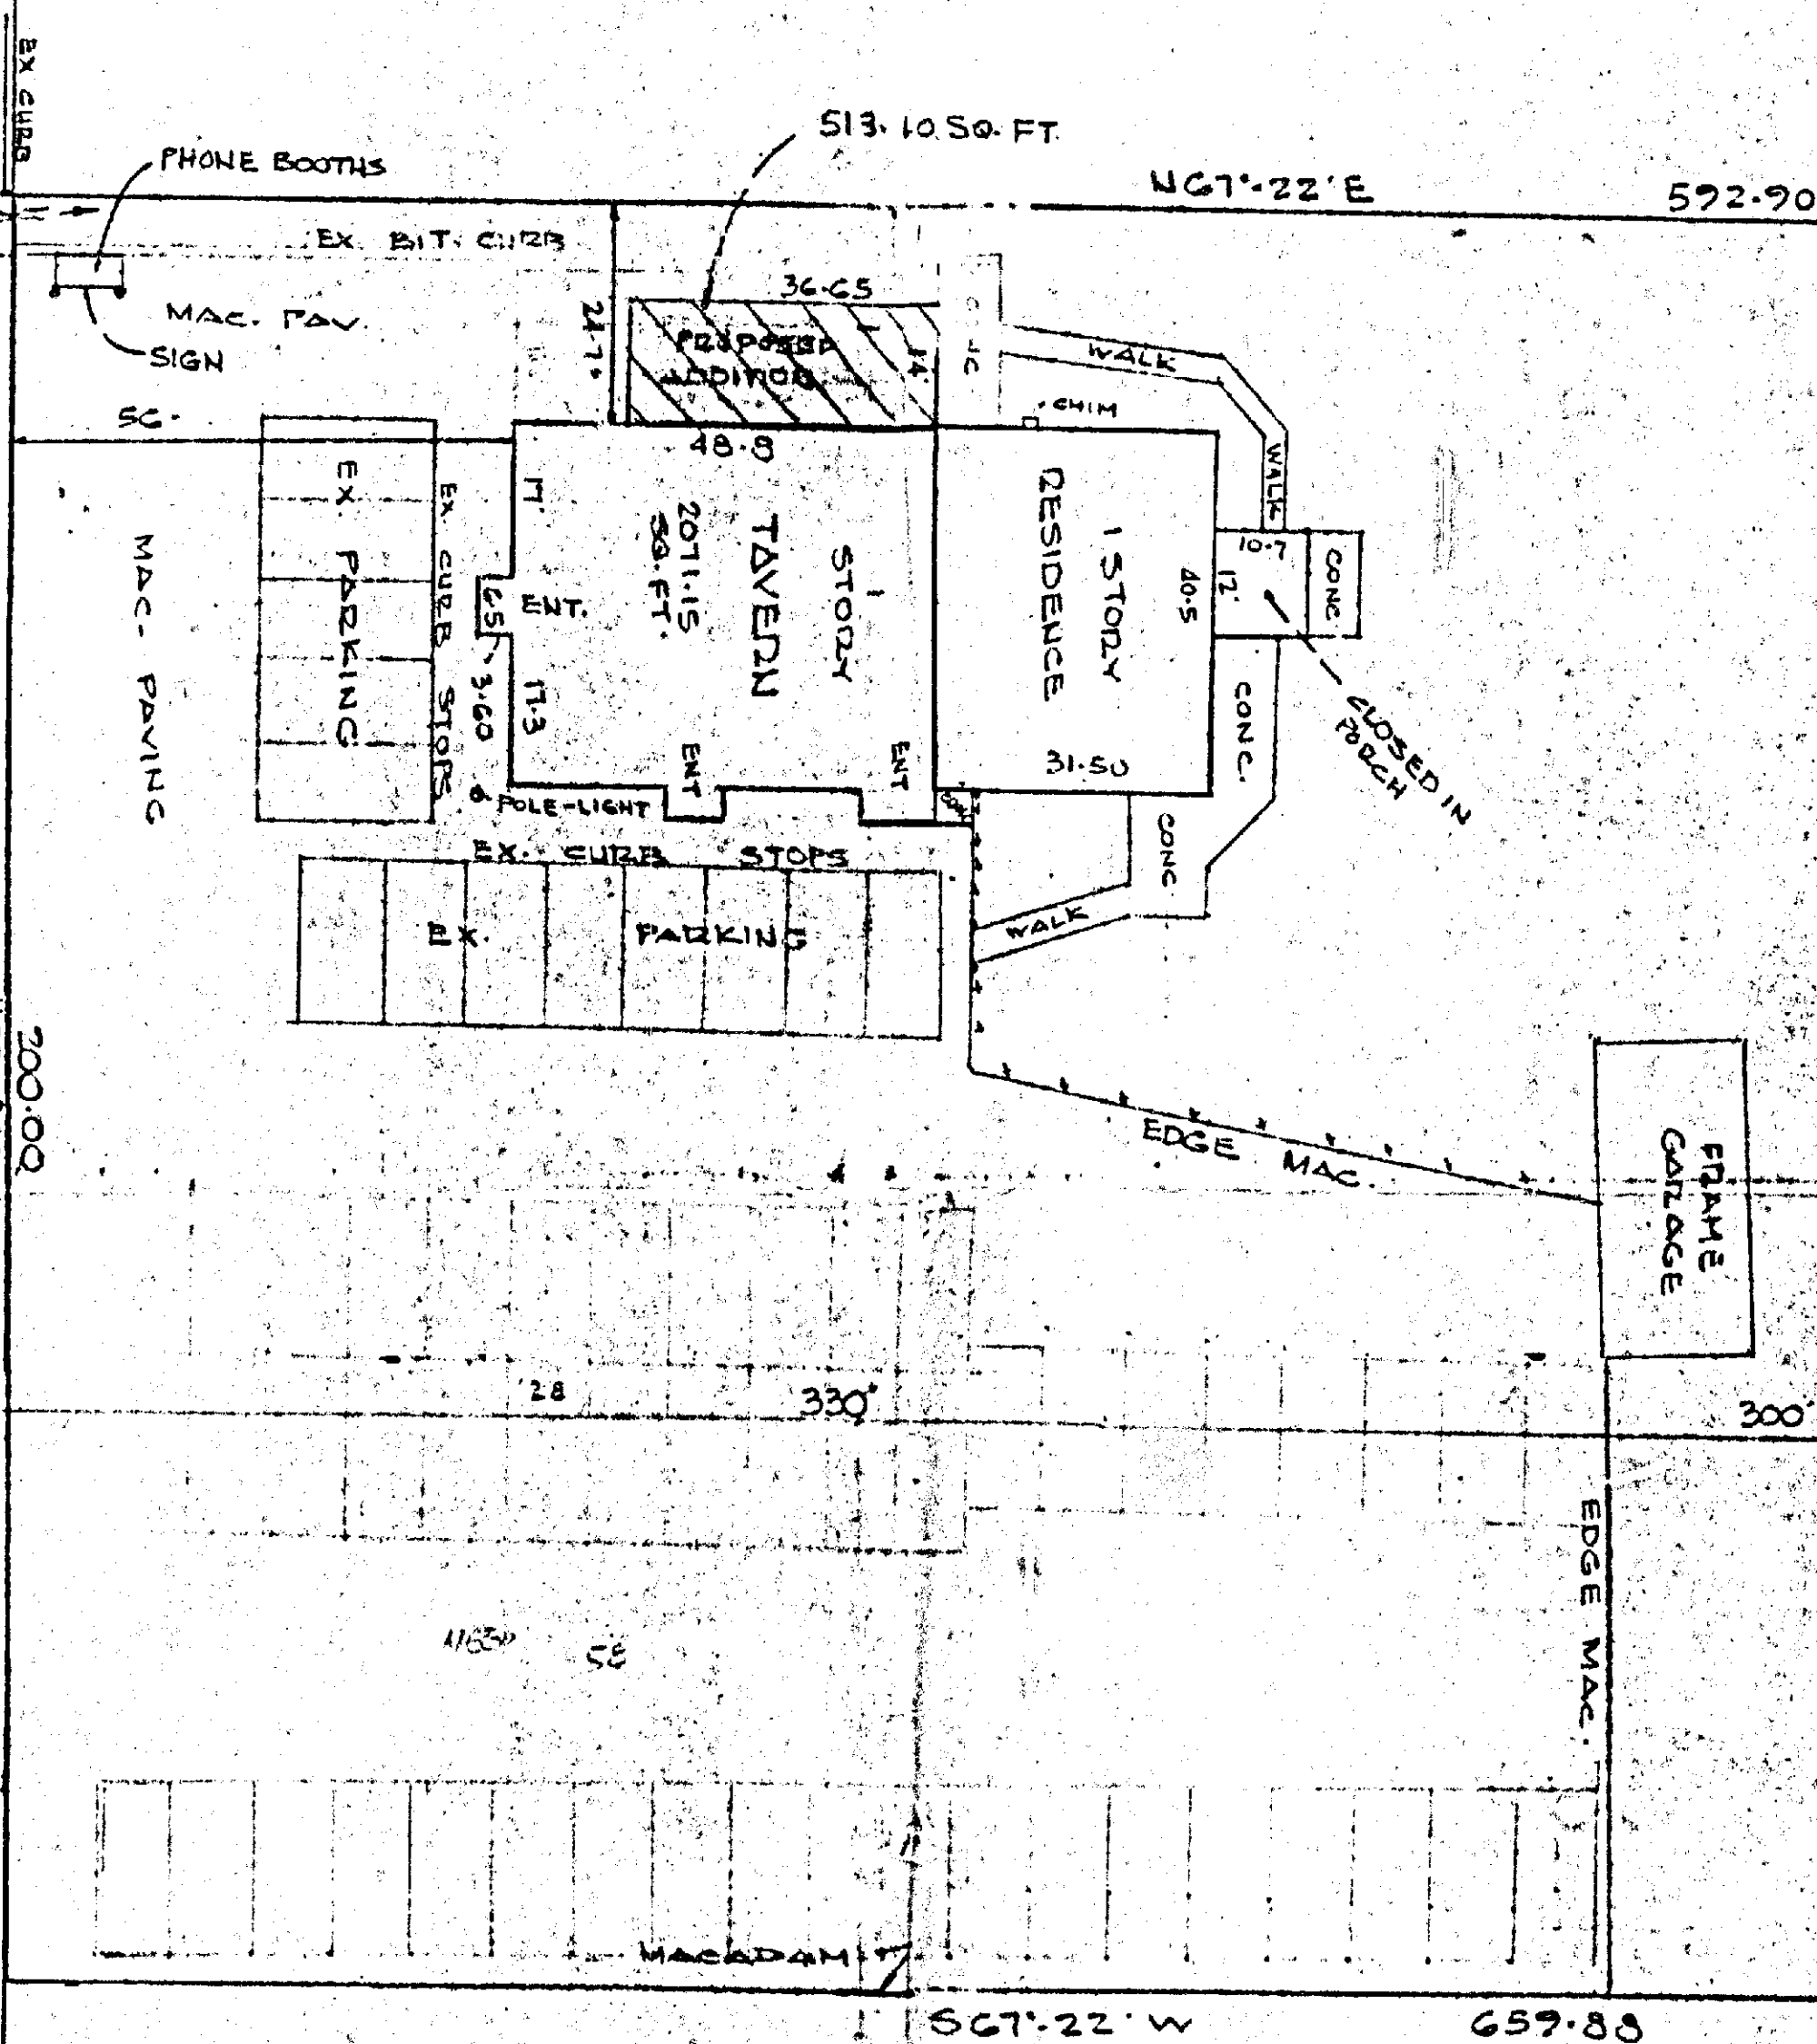 EX CURB
PHONE BOOTHS
513.10 SQ. FT.
N67°-22'E
592.90
EX. BIT. CURB
MAC. PAV.
SIGN
36.65
24.7
PROPOSED
ADDITION
14'
WALK
CHIM
WALK
56.
48.8
EX. PARKING
EX. CURB STOPS
17.
6.5
3.60
17.3
ENT.
1
STORY
TAVERN
2071.15
SQ. FT.
ENT
ENT
1 STORY
RESIDENCE
40.5
31.50
10.7
12'
CONC
CONC.
CLOSED IN
PORCH
MAC- PAVING
POLE-LIGHT
EX. CURB STOPS
EX. PARKING
CONC
WALK
200.00
EDGE MAC.
FRAME
GARAGE
28
330'
300'
EDGE MAC.
58
MACADAM
S67°-22'W
659.88